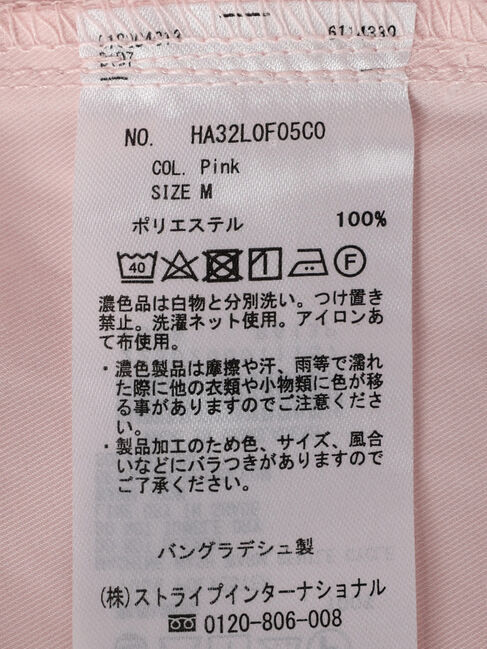 6114330
NO. HA32L0F05C0
COL. Pink
SIZE M
ポリエステル 100%
40 F
濃色品は白物と分別洗い。つけ置き
禁止。洗濯ネット使用。アイロンあ
て布使用。
・濃色製品は摩擦や汗、雨等で濡れ
た際に他の衣類や小物類に色が移
る事がありますのでご注意くださ
い。
・製品加工のため色、サイズ、風合
いなどにバラつきがありますので
ご了承ください。
バングラデシュ製
(株)ストライプインターナショナル
0120-806-008